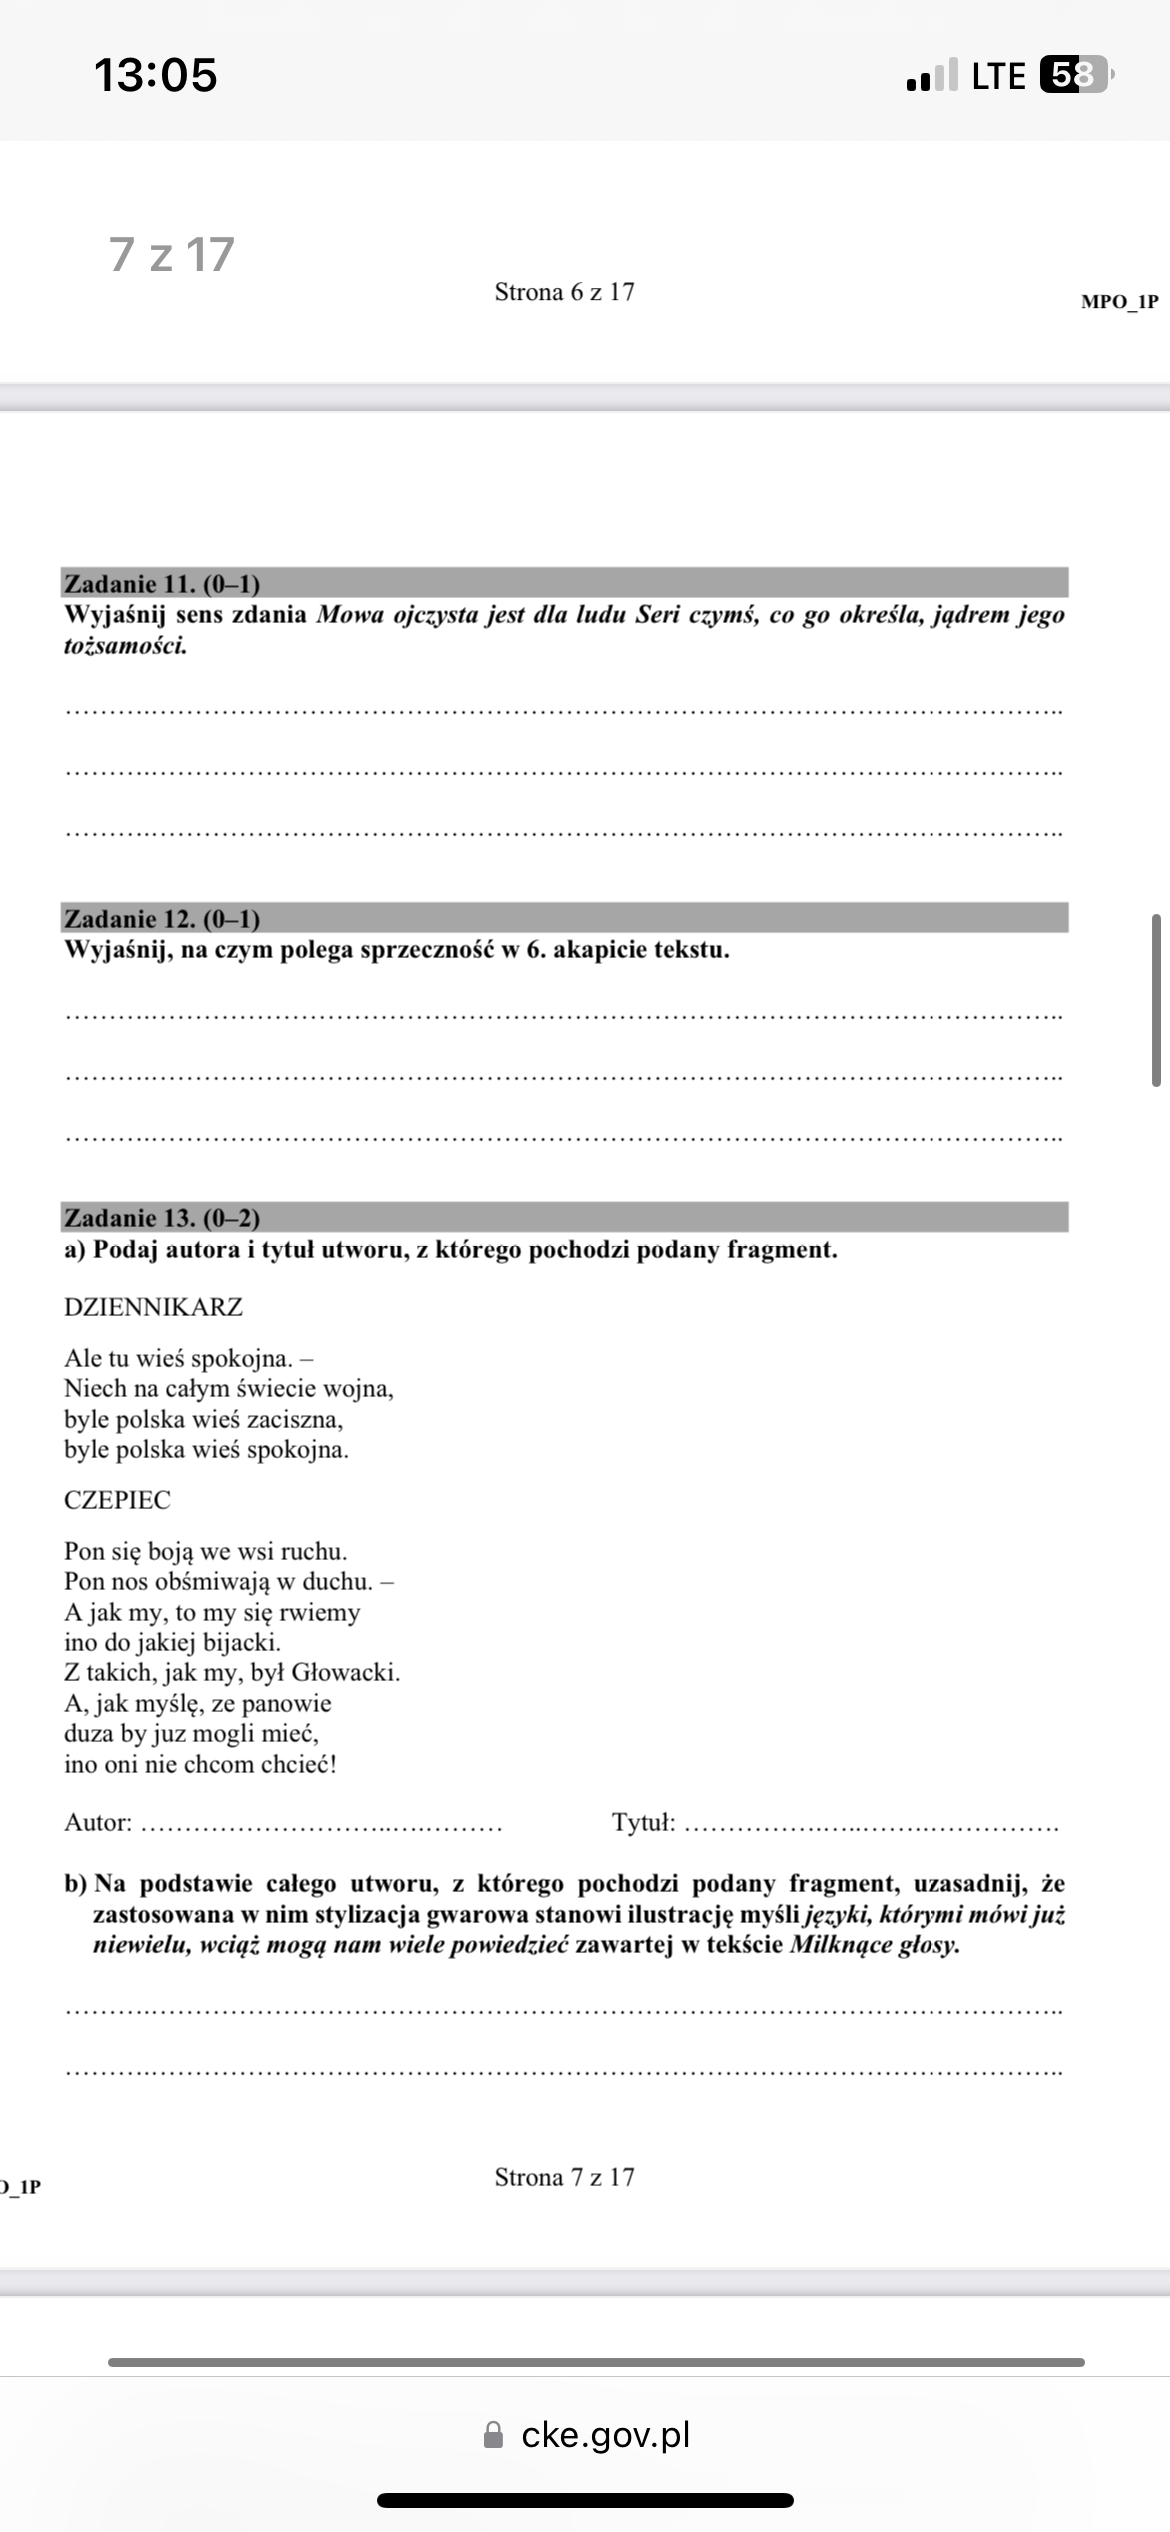 13:05
LTE 58
7 z 17
Strona 6 z 17
MPO_1P
Zadanie 11. (0–1)
Wyjaśnij sens zdania Mowa ojczysta jest dla ludu Seri czymś, co go określa, jądrem jego
tożsamości.
Zadanie 12. (0–1)
Wyjaśnij, na czym polega sprzeczność w 6. akapicie tekstu.
Zadanie 13. (0–2)
a) Podaj autora i tytuł utworu, z którego pochodzi podany fragment.
DZIENNIKARZ
Ale tu wieś spokojna. –
Niech na całym świecie wojna,
byle polska wieś zaciszna,
byle polska wieś spokojna.
CZEPIEC
Pon się boją we wsi ruchu.
Pon nos obśmiwają w duchu. –
A jak my, to my się rwiemy
ino do jakiej bijacki.
Z takich, jak my, był Głowacki.
A, jak myślę, ze panowie
duza by juz mogli mieć,
ino oni nie chcom chcieć!
Autor: ........................................ Tytuł: ........................................
b) Na podstawie całego utworu, z którego pochodzi podany fragment, uzasadnij, że
zastosowana w nim stylizacja gwarowa stanowi ilustrację myśli języki, którymi mówi już
niewielu, wciąż mogą nam wiele powiedzieć zawartej w tekście Milknące głosy.
Strona 7 z 17
O_1P
cke.gov.pl